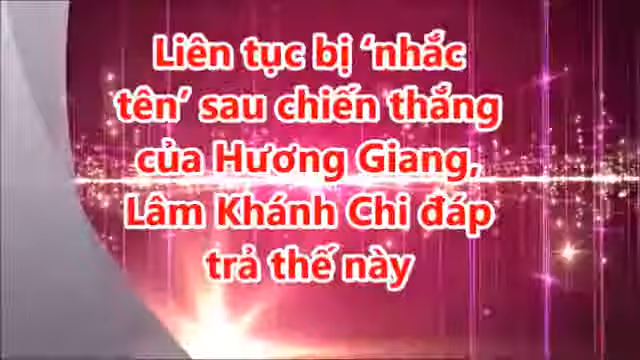 Liên tục bị ‘nhắc
tên’ sau chiến thắng
của Hương Giang,
Lâm Khánh Chi đáp
trả thế này